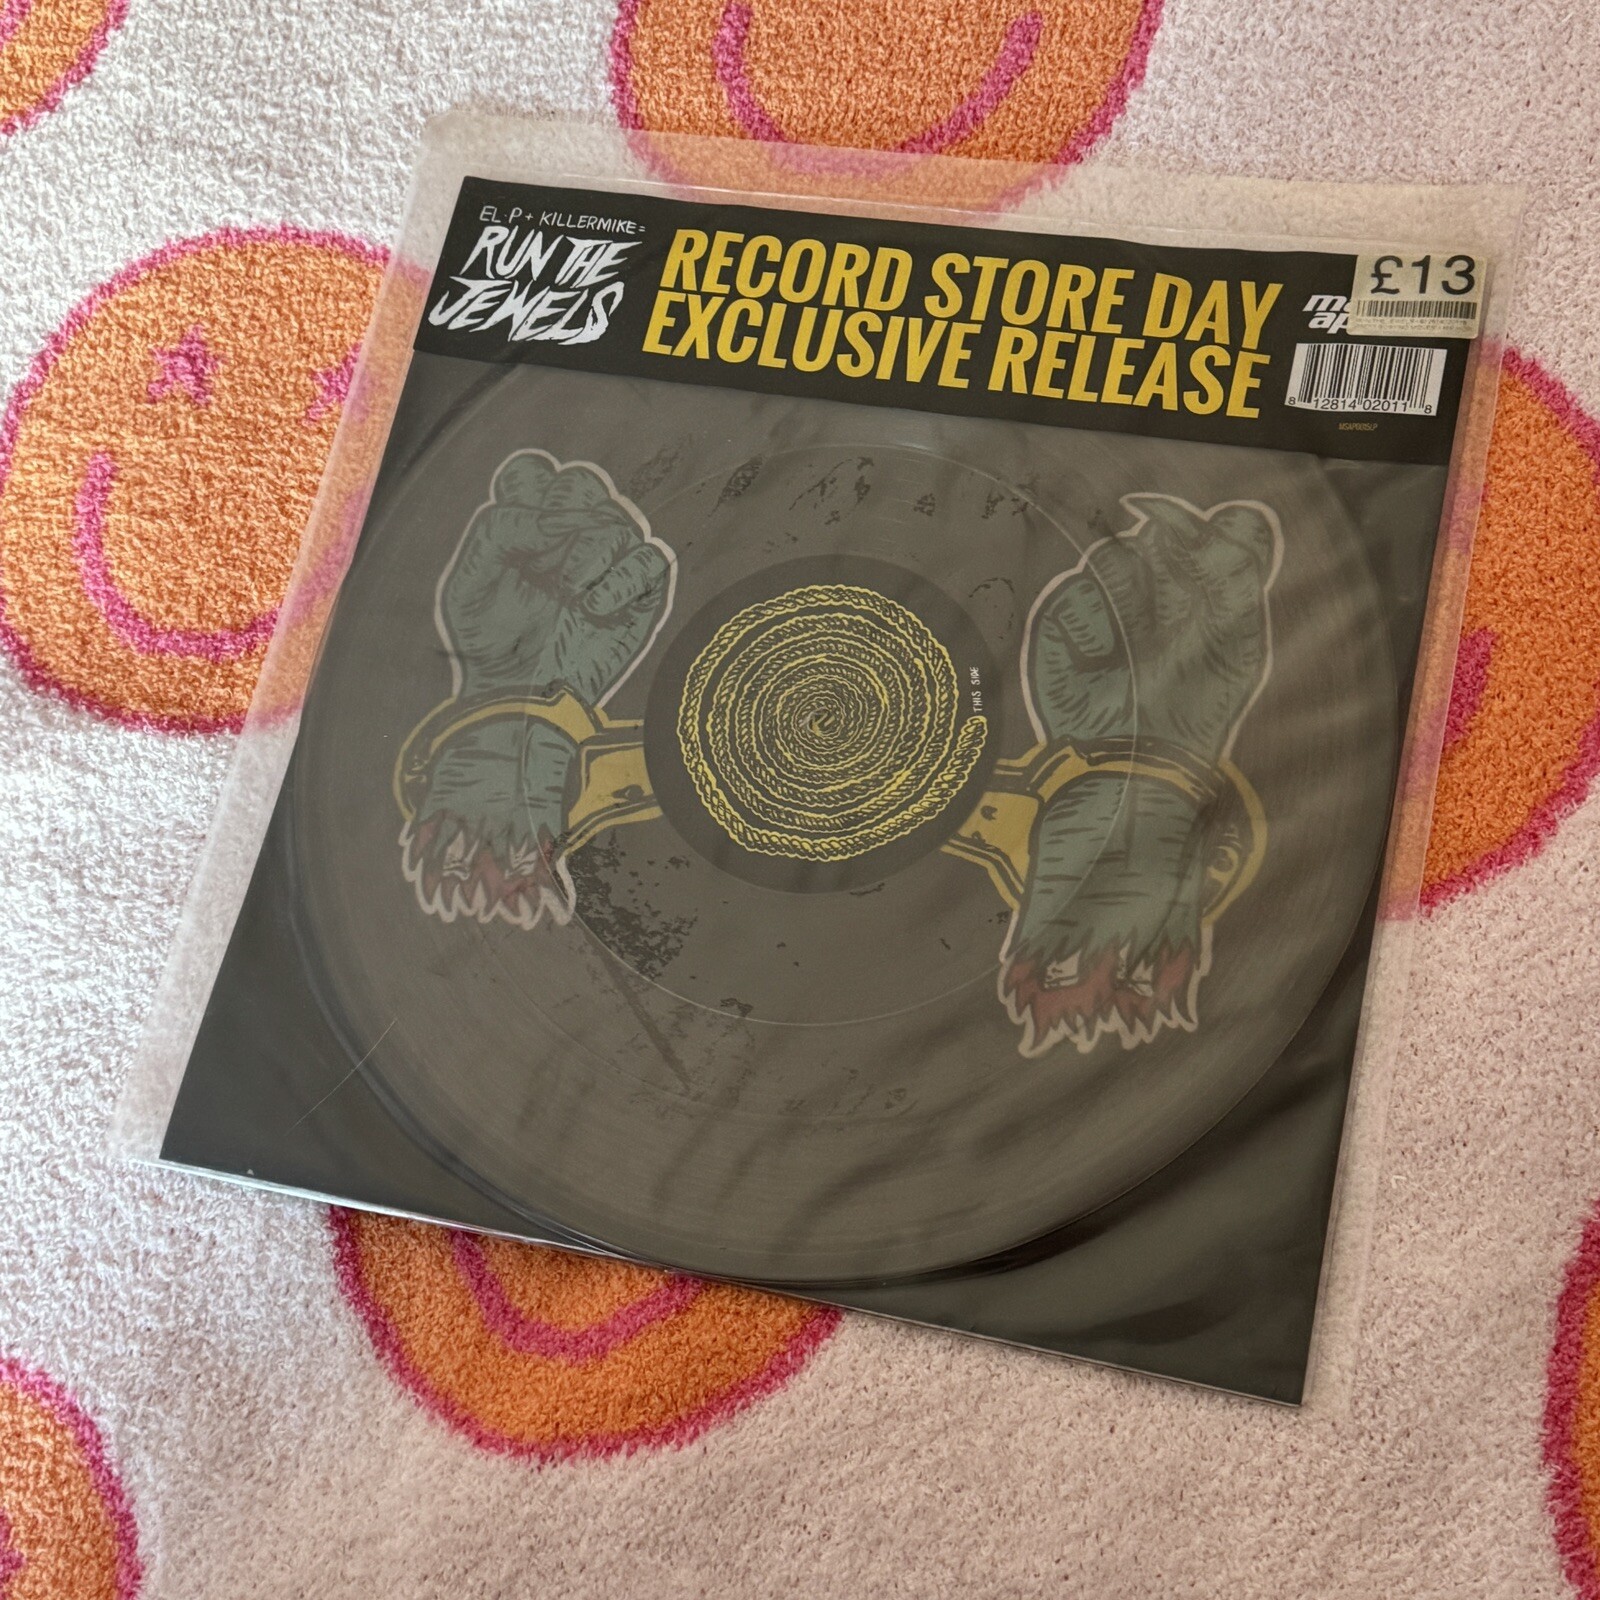 EL-P + KILLERMIKE =
RUN THE
JEWELS
RECORD STORE DAY
EXCLUSIVE RELEASE
£13
8 12814 02011 8
THIS SIDE